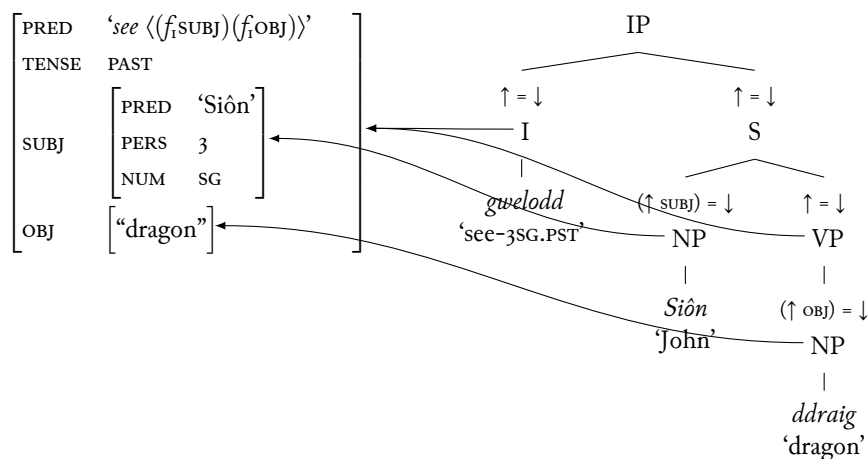 PRED ‘see ⟨(f₁SUBJ)(f₁OBJ)⟩’
TENSE PAST
SUBJ
PRED ‘Siôn’
PERS 3
NUM SG
OBJ “dragon”
IP
↑ = ↓ ↑ = ↓
I S
gwelodd
‘see-3SG.PST’
(↑ SUBJ) = ↓ ↑ = ↓
NP VP
Siôn
‘John’
(↑ OBJ) = ↓
NP
ddraig
‘dragon’